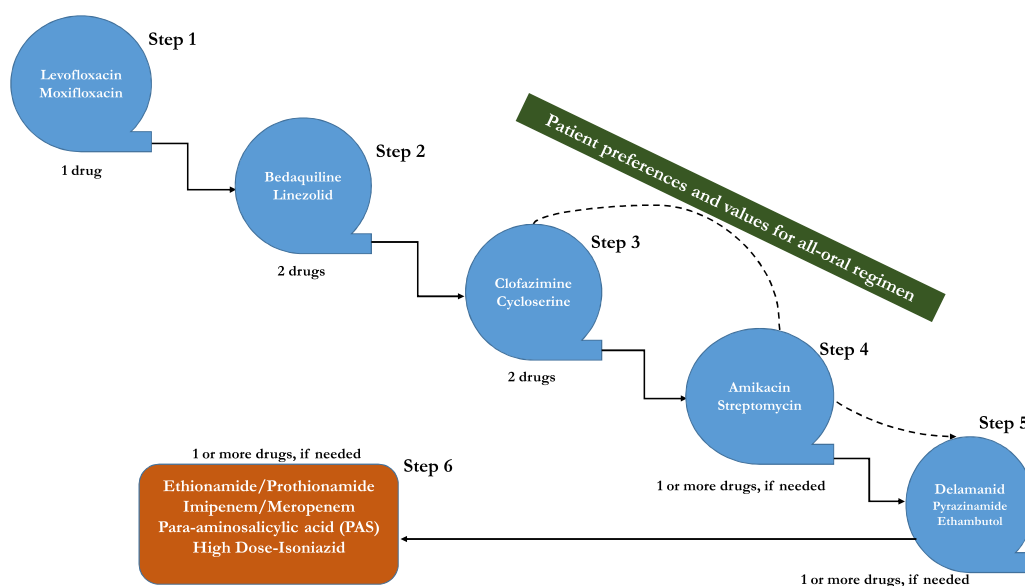 Step 1
Levofloxacin
Moxifloxacin
1 drug
Step 2
Bedaquiline
Linezolid
2 drugs
Patient preferences and values for all-oral regimen
Step 3
Clofazimine
Cycloserine
2 drugs
Step 4
Amikacin
Streptomycin
1 or more drugs, if needed
Step 5
Delamanid
Pyrazinamide
Ethambutol
1 or more drugs, if needed
Step 6
1 or more drugs, if needed
Ethionamide/Prothionamide
Imipenem/Meropenem
Para-aminosalicylic acid (PAS)
High Dose-Isoniazid